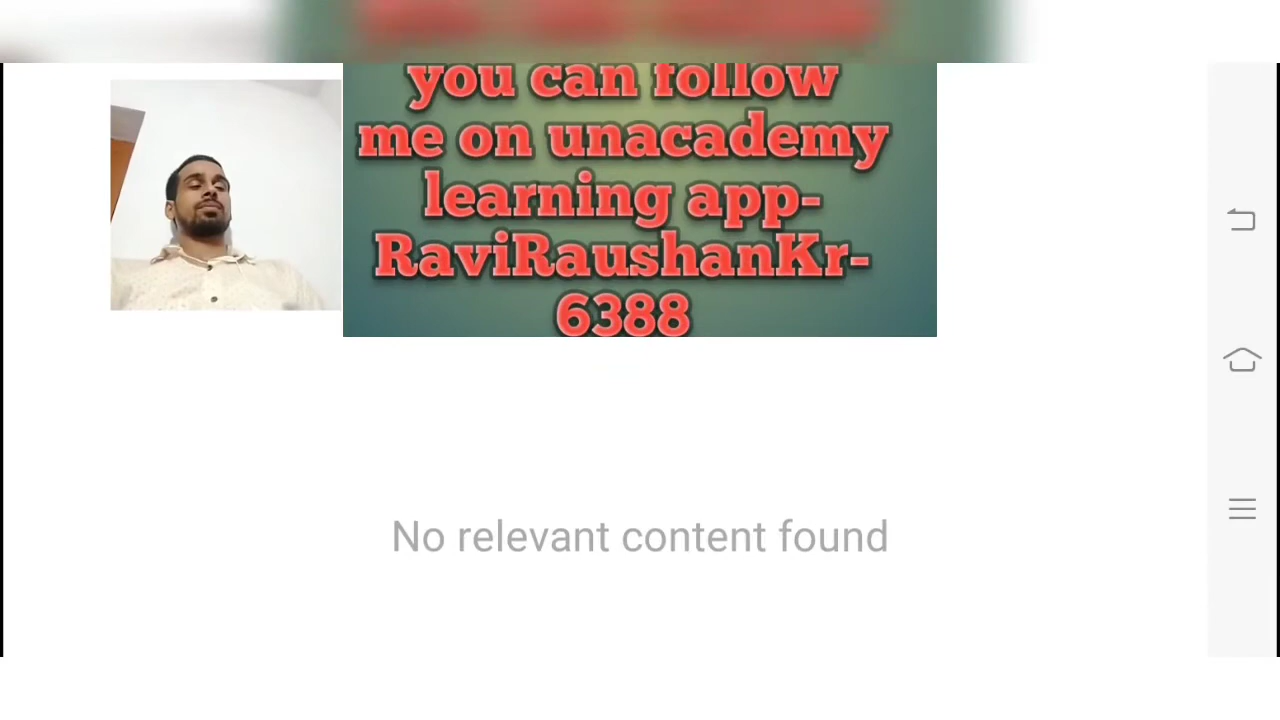 you can follow
me on unacademy
learning app-
RaviRaushanKr-
6388
No relevant content found